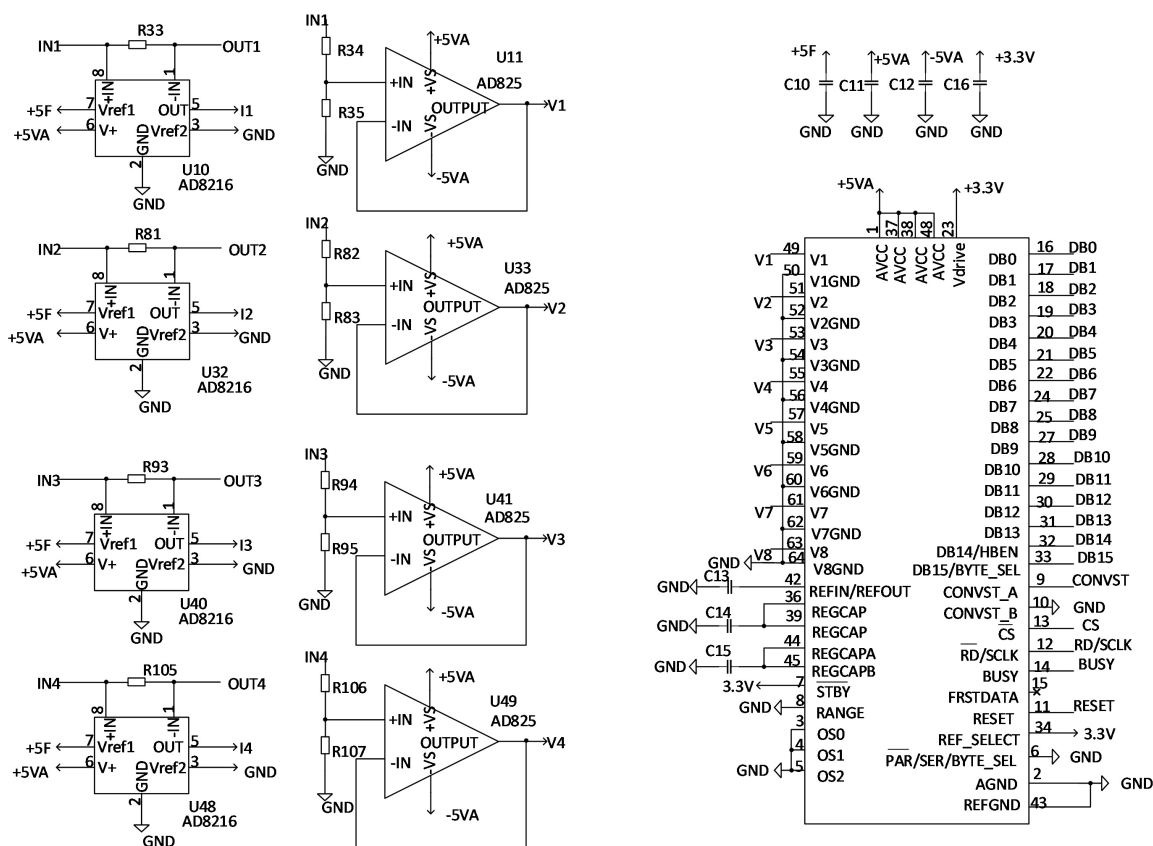 IN1
R33
OUT1
8
1
+IN
-IN
+5F
7
Vref1
OUT
5
I1
+5VA
6
V+
GND
Vref2
3
GND
2
U10
AD8216
GND
IN1
R34
+5VA
U11
AD825
+IN
+VS
R35
OUTPUT
V1
-IN
-VS
GND
-5VA
IN2
R81
OUT2
8
1
+IN
-IN
+5F
7
Vref1
OUT
5
I2
+5VA
6
V+
GND
Vref2
3
GND
2
U32
AD8216
GND
IN2
R82
+5VA
U33
AD825
+IN
+VS
R83
OUTPUT
V2
-IN
-VS
GND
-5VA
IN3
R93
OUT3
8
1
+IN
-IN
+5F
7
Vref1
OUT
5
I3
+5VA
6
V+
GND
Vref2
3
GND
2
U40
AD8216
GND
IN3
R94
+5VA
U41
AD825
+IN
+VS
R95
OUTPUT
V3
-IN
-VS
GND
-5VA
IN4
R105
OUT4
8
1
+IN
-IN
+5F
7
Vref1
OUT
5
I4
+5VA
6
V+
GND
Vref2
3
GND
2
U48
AD8216
GND
IN4
R106
+5VA
U49
AD825
+IN
+VS
R107
OUTPUT
V4
-IN
-VS
GND
-5VA
+5F
+5VA
-5VA
+3.3V
C10
C11
C12
C16
GND
GND
GND
GND
+5VA
+3.3V
1
37
38
48
23
AVCC
AVCC
AVCC
AVCC
Vdrive
V1
49
V1
50
V1GND
V2
51
V2
52
V2GND
V3
53
V3
54
V3GND
V4
55
V4
56
V4GND
V5
57
V5
58
V5GND
V6
59
V6
60
V6GND
V7
61
V7
62
V7GND
V8
63
V8
GND
64
V8GND
GND
C13
42
REFIN/REFOUT
36
REGCAP
GND
C14
39
REGCAP
44
REGCAPA
GND
C15
45
REGCAPB
3.3V
7
STBY
GND
8
RANGE
3
OS0
4
OS1
GND
5
OS2
DB0
16
DB0
DB1
17
DB1
DB2
18
DB2
DB3
19
DB3
DB4
20
DB4
DB5
21
DB5
DB6
22
DB6
DB7
24
DB7
DB8
25
DB8
DB9
27
DB9
DB10
28
DB10
DB11
29
DB11
DB12
30
DB12
DB13
31
DB13
DB14/HBEN
32
DB14
DB15/BYTE_SEL
33
DB15
CONVST_A
9
CONVST
CONVST_B
10
GND
CS
13
CS
RD/SCLK
12
RD/SCLK
BUSY
14
BUSY
FRSTDATA
15
RESET
11
RESET
REF_SELECT
34
3.3V
PAR/SER/BYTE_SEL
6
GND
AGND
2
GND
REFGND
43